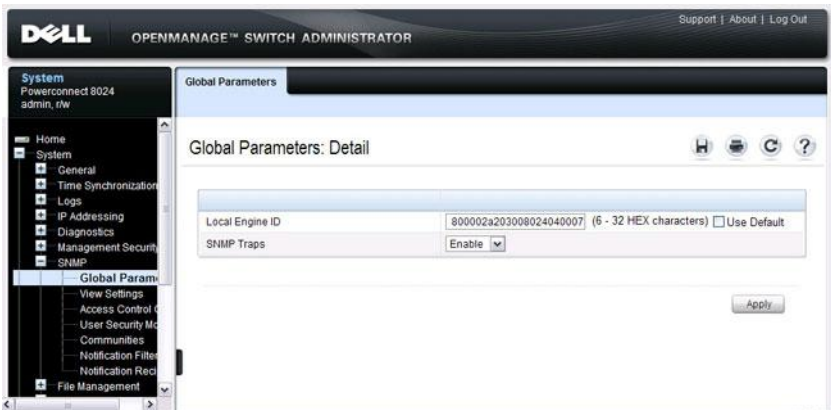 Support | About | Log Out
DELL
OPENMANAGE™ SWITCH ADMINISTRATOR
System
Powerconnect 8024
admin, r/w
Global Parameters
Home
System
General
Time Synchronization
Logs
IP Addressing
Diagnostics
Management Security
SNMP
Global Param
View Settings
Access Control
User Security Mo
Communities
Notification Filter
Notification Reci
File Management
Global Parameters: Detail
Local Engine ID 800002a203008024040007 (6 - 32 HEX characters) Use Default
SNMP Traps Enable
Apply